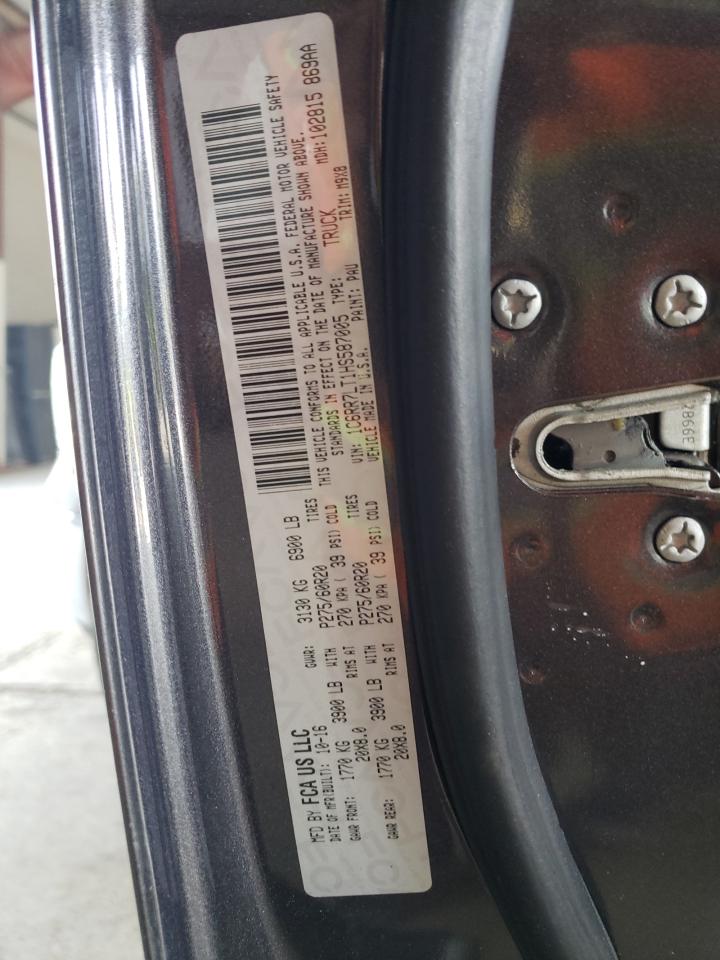 MFD BY FCA US LLC
DATE OF MFR(BUILT): 10-16 GVWR: 3130 KG 6900 LB
GAWR FRONT: 1770 KG 3900 LB WITH P275/60R20 TIRES
20X8.0 RIMS AT 270 KPA ( 39 PSI) COLD
GAWR REAR: 1770 KG 3900 LB WITH P275/60R20 TIRES
20X8.0 RIMS AT 270 KPA ( 39 PSI) COLD
THIS VEHICLE CONFORMS TO ALL APPLICABLE U.S.A. FEDERAL MOTOR VEHICLE SAFETY
STANDARDS IN EFFECT ON THE DATE OF MANUFACTURE SHOWN ABOVE. MDH:102815 869AA
VIN: 1C6RR7LT1HS587005 TYPE: TRUCK
VEHICLE MADE IN U.S.A. PAINT: PAU TRIM: M9X8